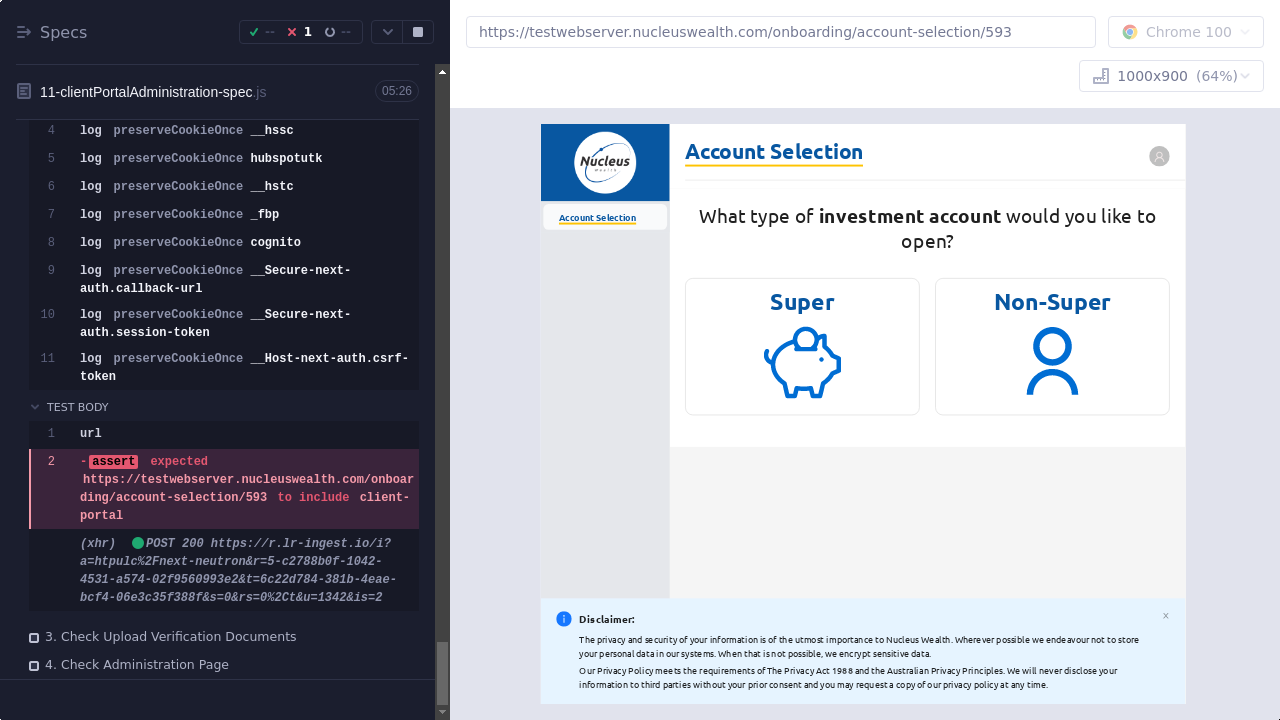 Specs
-- 1 --
11-clientPortalAdministration-spec.js
05:26
4 log preserveCookieOnce __hssc
5 log preserveCookieOnce hubspotutk
6 log preserveCookieOnce __hstc
7 log preserveCookieOnce _fbp
8 log preserveCookieOnce cognito
9 log preserveCookieOnce __Secure-next-
auth.callback-url
10 log preserveCookieOnce __Secure-next-
auth.session-token
11 log preserveCookieOnce __Host-next-auth.csrf-
token
TEST BODY
1 url
2 -assert expected
https://testwebserver.nucleuswealth.com/onboar
ding/account-selection/593 to include client-
portal
(xhr) POST 200 https://r.lr-ingest.io/i?
a=htpulc%2Fnext-neutron&r=5-c2788b0f-1042-
4531-a574-02f9560993e2&t=6c22d784-381b-4eae-
bcf4-06e3c35f388f&s=0&rs=0%2Ct&u=1342&is=2
3. Check Upload Verification Documents
4. Check Administration Page
https://testwebserver.nucleuswealth.com/onboarding/account-selection/593
Chrome 100
1000x900 (64%)
Nucleus
Wealth
Account Selection
Account Selection
What type of investment account would you like to
open?
Super
Non-Super
Disclaimer:
The privacy and security of your information is of the utmost importance to Nucleus Wealth. Wherever possible we endeavour not to store
your personal data in our systems. When that is not possible, we encrypt sensitive data.
Our Privacy Policy meets the requirements of The Privacy Act 1988 and the Australian Privacy Principles. We will never disclose your
information to third parties without your prior consent and you may request a copy of our privacy policy at any time.